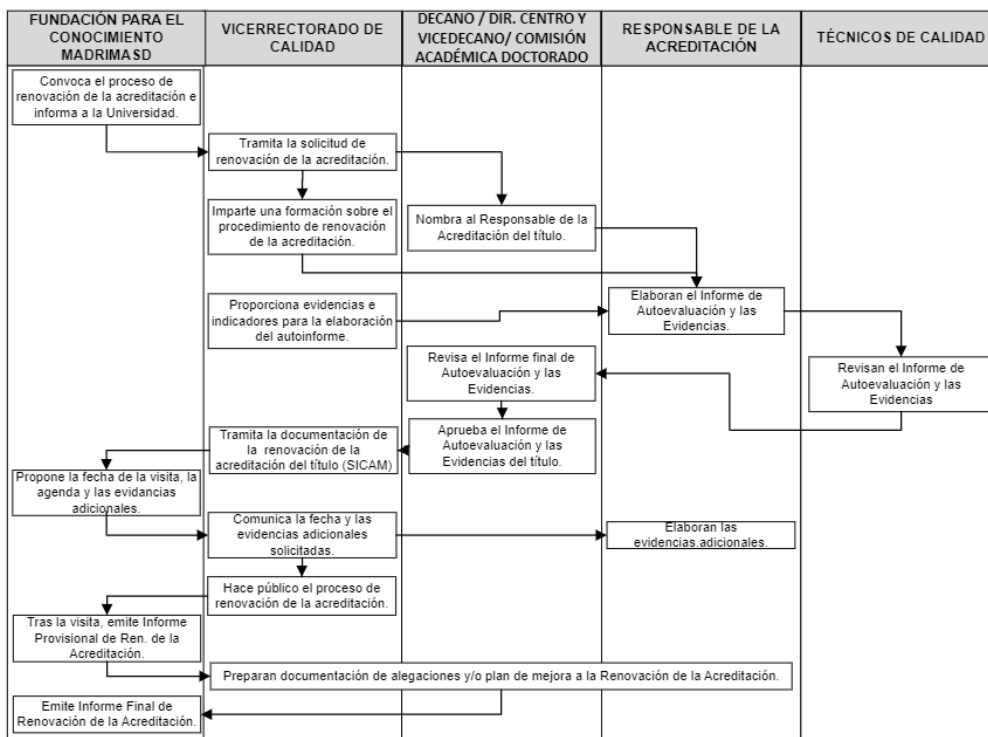 FUNDACIÓN PARA EL
CONOCIMIENTO
MADRIMASD
VICERRECTORADO DE
CALIDAD
DECANO / DIR. CENTRO Y
VICEDECANO/ COMISIÓN
ACADÉMICA DOCTORADO
RESPONSABLE DE LA
ACREDITACIÓN
TÉCNICOS DE CALIDAD
Convoca el proceso de
renovación de la acreditación e
informa a la Universidad.
Tramita la solicitud de
renovación de la acreditación.
Imparte una formación sobre el
procedimiento de renovación
de la acreditación.
Nombra al Responsable de la
Acreditación del título.
Proporciona evidencias e
indicadores para la elaboración
del autoinforme.
Elaboran el Informe de
Autoevaluación y las
Evidencias.
Revisa el Informe final de
Autoevaluación y las
Evidencias.
Revisan el Informe de
Autoevaluación y las
Evidencias
Tramita la documentación de
la renovación de la
acreditación del título (SICAM)
Aprueba el Informe de
Autoevaluación y las
Evidencias del título.
Propone la fecha de la visita, la
agenda y las evidancias
adicionales.
Comunica la fecha y las
evidencias adicionales
solicitadas.
Elaboran las
evidencias.adicionales.
Hace público el proceso de
renovación de la acreditación.
Tras la visita, emite Informe
Provisional de Ren. de la
Acreditación.
Preparan documentación de alegaciones y/o plan de mejora a la Renovación de la Acreditación.
Emite Informe Final de
Renovación de la Acreditación.